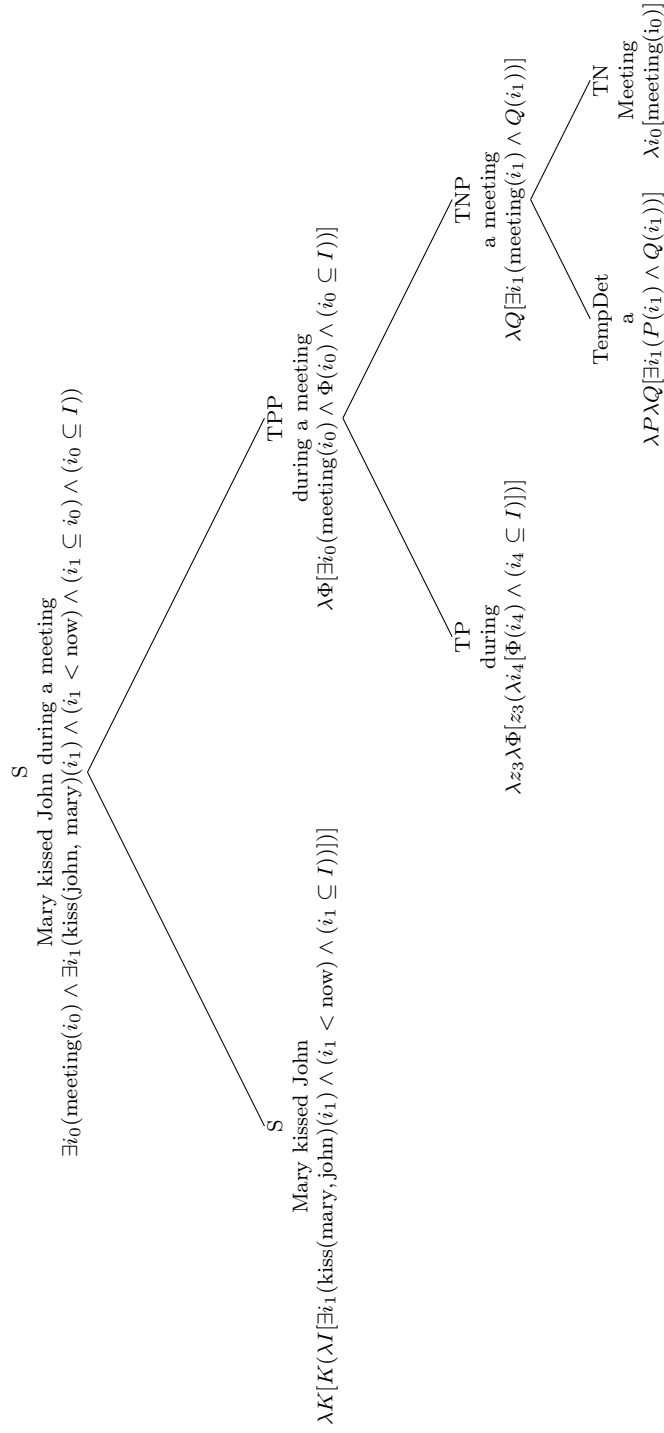 S
Mary kissed John during a meeting
∃i₀(meeting(i₀) ∧ ∃i₁(kiss(john, mary)(i₁) ∧ (i₁ < now) ∧ (i₁ ⊆ i₀) ∧ (i₀ ⊆ I))
S
Mary kissed John
λK[K(λI[∃i₁(kiss(mary,john)(i₁) ∧ (i₁ < now) ∧ (i₁ ⊆ I))])]
TPP
during a meeting
λΦ[∃i₀(meeting(i₀) ∧ Φ(i₀) ∧ (i₀ ⊆ I))]
TP
during
λz₃λΦ[z₃(λi₄[Φ(i₄) ∧ (i₄ ⊆ I)])]
TNP
a meeting
λQ[∃i₁(meeting(i₁) ∧ Q(i₁))]
TempDet
a
λPλQ[∃i₁(P(i₁) ∧ Q(i₁))]
TN
Meeting
λi₀[meeting(i₀)]